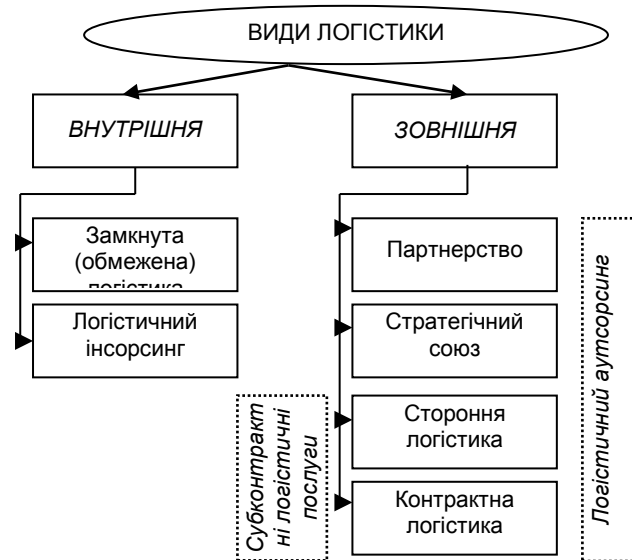 ВИДИ ЛОГІСТИКИ
ВНУТРІШНЯ
ЗОВНІШНЯ
Замкнута
(обмежена)
логістика
Логістичний
інсорсинг
Партнерство
Стратегічний
союз
Стороння
логістика
Контрактна
логістика
Субконтракт
ні логістичні
послуги
Логістичний аутсорсинг